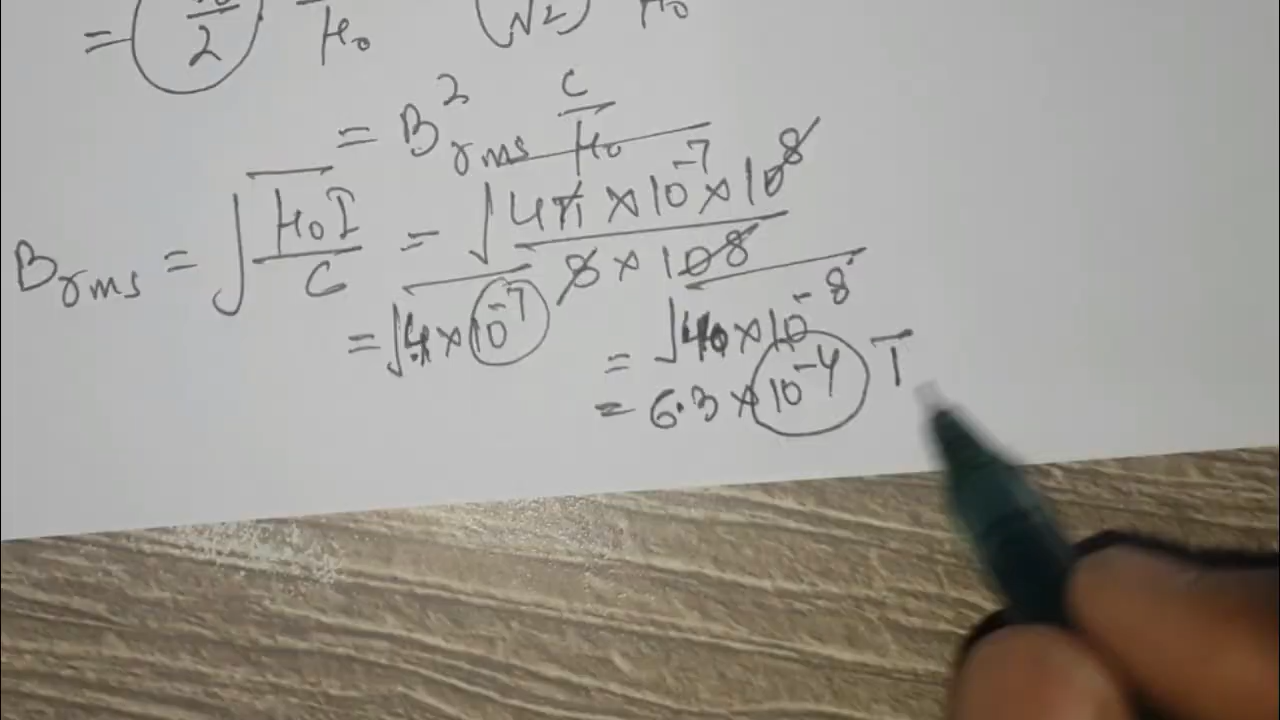 = 2 μ₀ (√2) μ₀
= B²rms C/μ₀
Brms = √(μ₀I/C) = √(4π × 10⁻⁷ × 10⁸ / 8 × 10⁸)
= √4 × 10⁻⁷ = √40 × 10⁻⁸
= 6.3 × 10⁻⁴ T